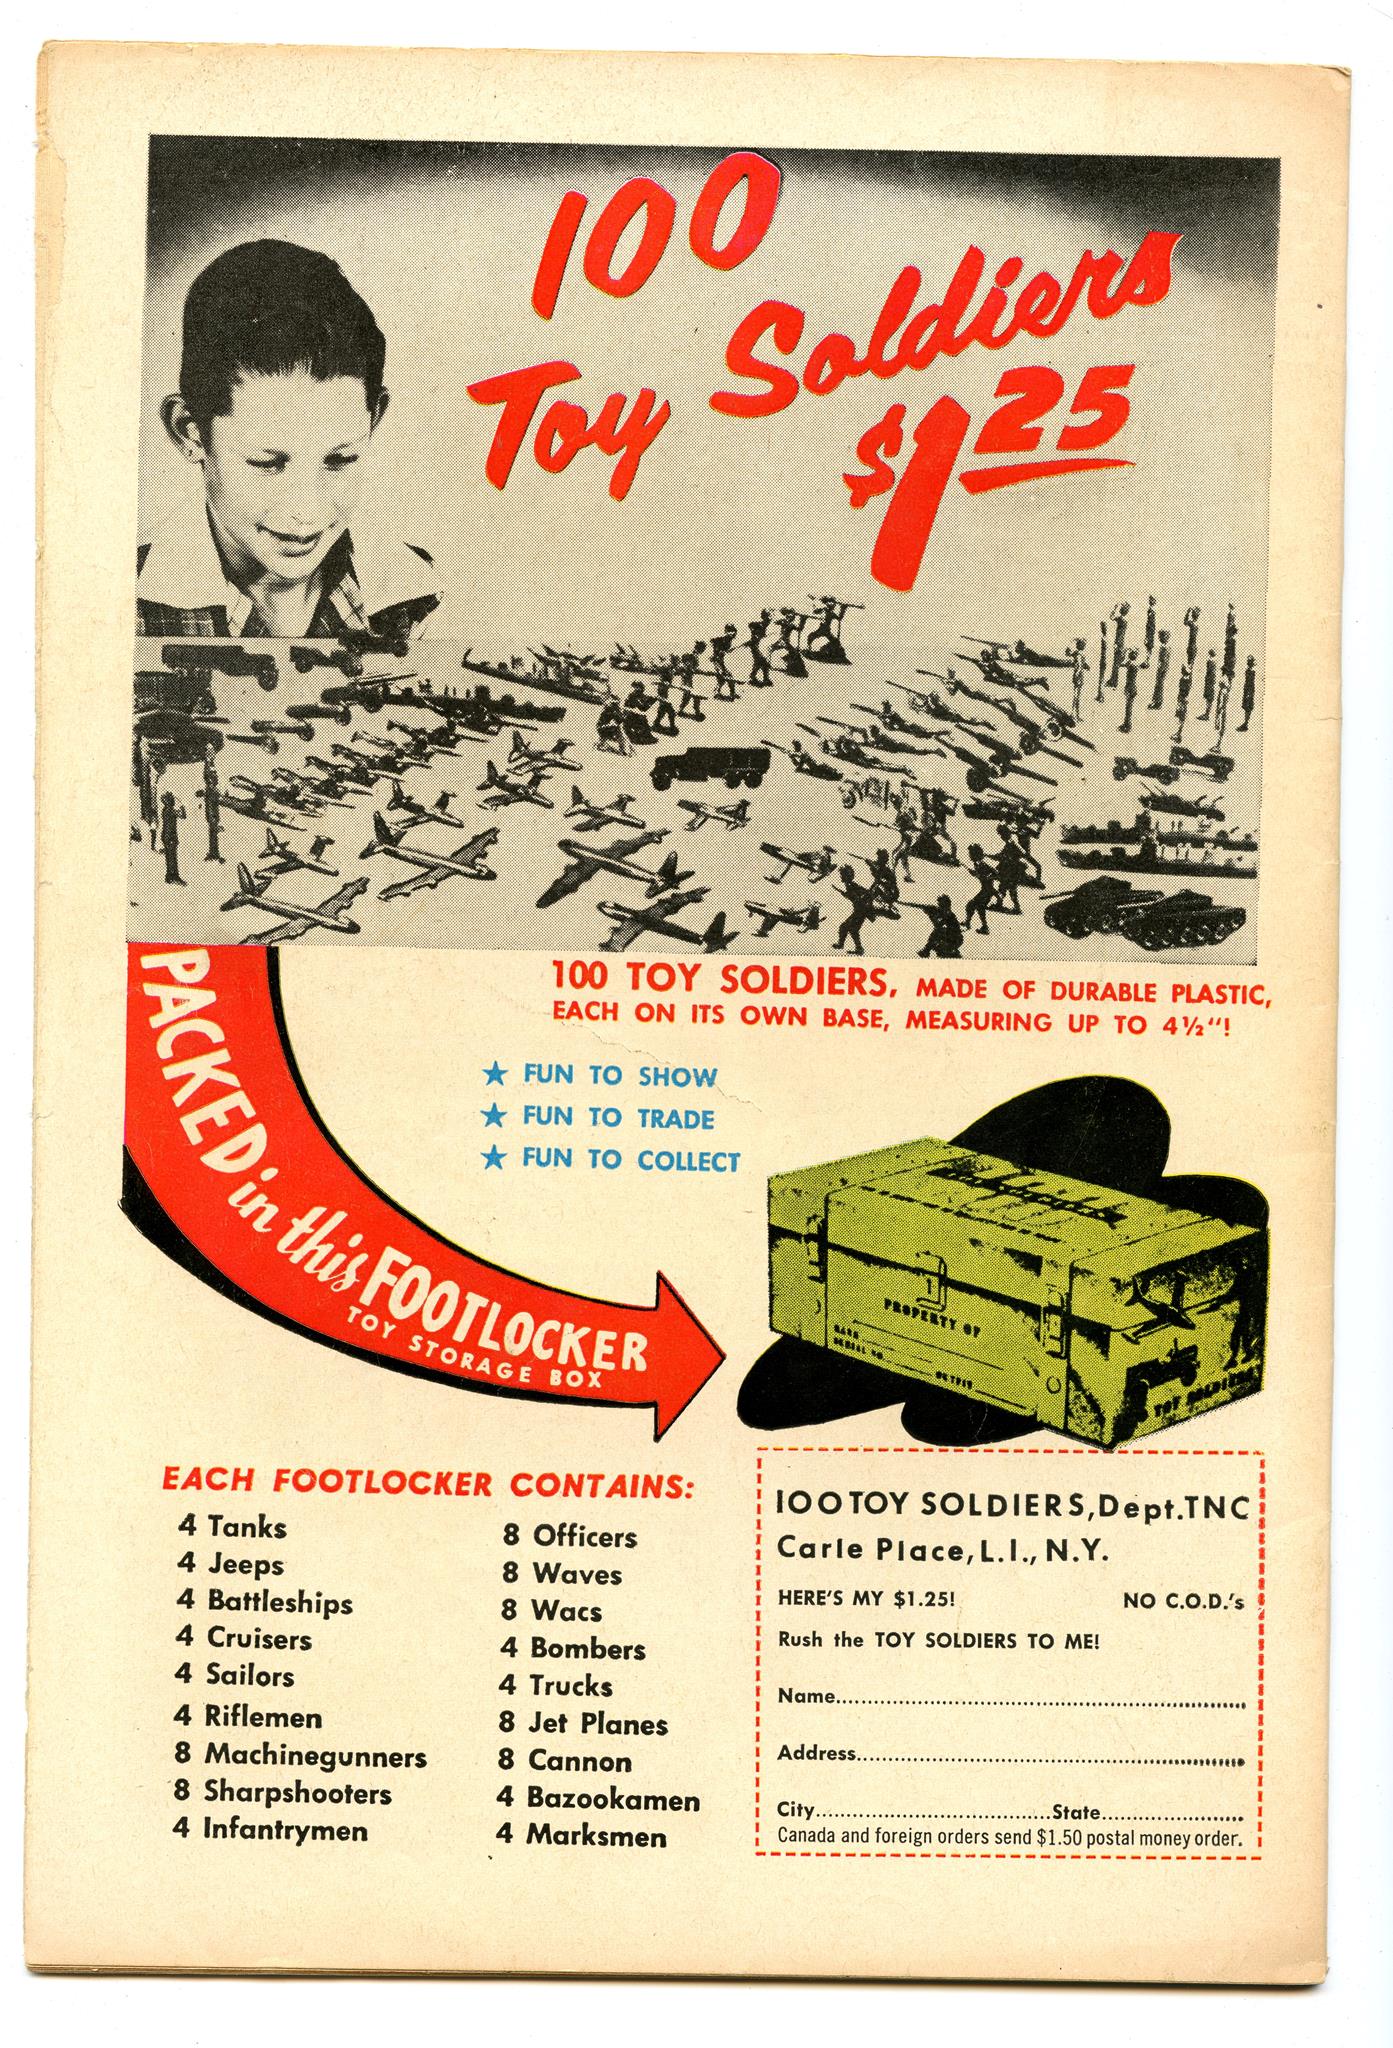 100
Toy Soldiers
$1 25
100 TOY SOLDIERS, MADE OF DURABLE PLASTIC,
EACH ON ITS OWN BASE, MEASURING UP TO 4½"!
★ FUN TO SHOW
★ FUN TO TRADE
★ FUN TO COLLECT
PACKED in this FOOTLOCKER
TOY STORAGE BOX
PROPERTY OF
NAME
SERIAL NO.
TOY SOLDIERS
EACH FOOTLOCKER CONTAINS:
4 Tanks
4 Jeeps
4 Battleships
4 Cruisers
4 Sailors
4 Riflemen
8 Machinegunners
8 Sharpshooters
4 Infantrymen
8 Officers
8 Waves
8 Wacs
4 Bombers
4 Trucks
8 Jet Planes
8 Cannon
4 Bazookamen
4 Marksmen
100 TOY SOLDIERS, Dept. TNC
Carle Place, L.I., N.Y.
HERE'S MY $1.25! NO C.O.D.'s
Rush the TOY SOLDIERS TO ME!
Name
Address
City State
Canada and foreign orders send $1.50 postal money order.